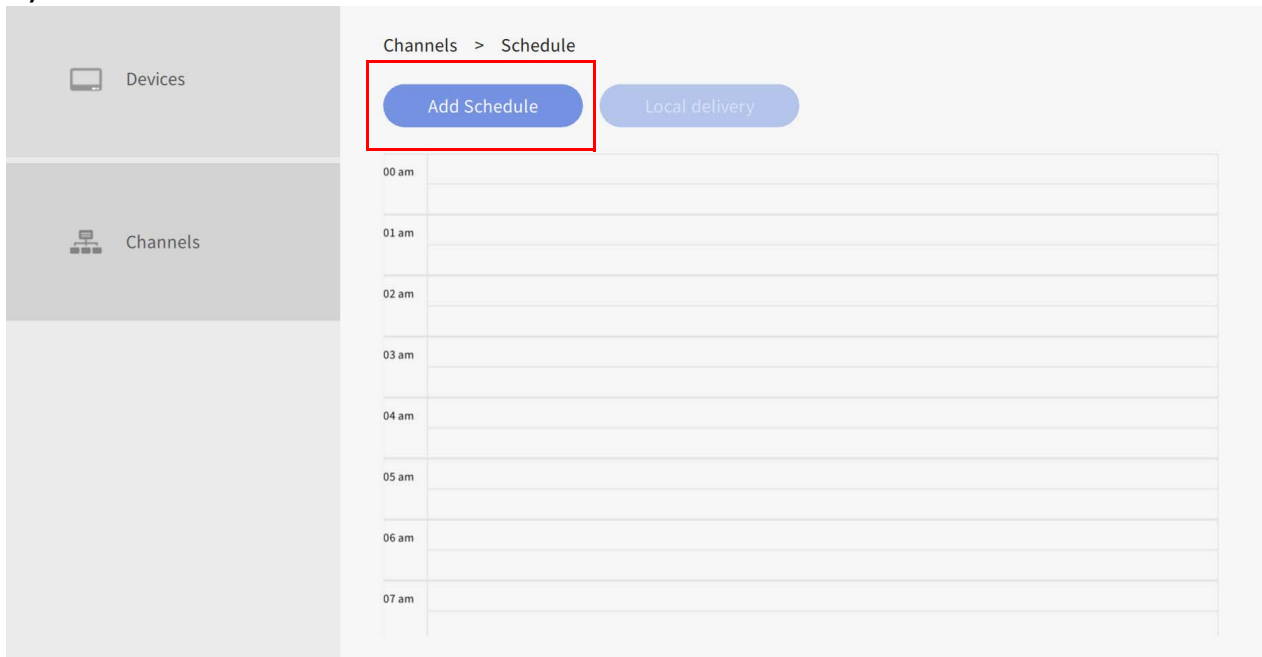 Devices
Channels
Channels > Schedule
Add Schedule
Local delivery
00 am
01 am
02 am
03 am
04 am
05 am
06 am
07 am